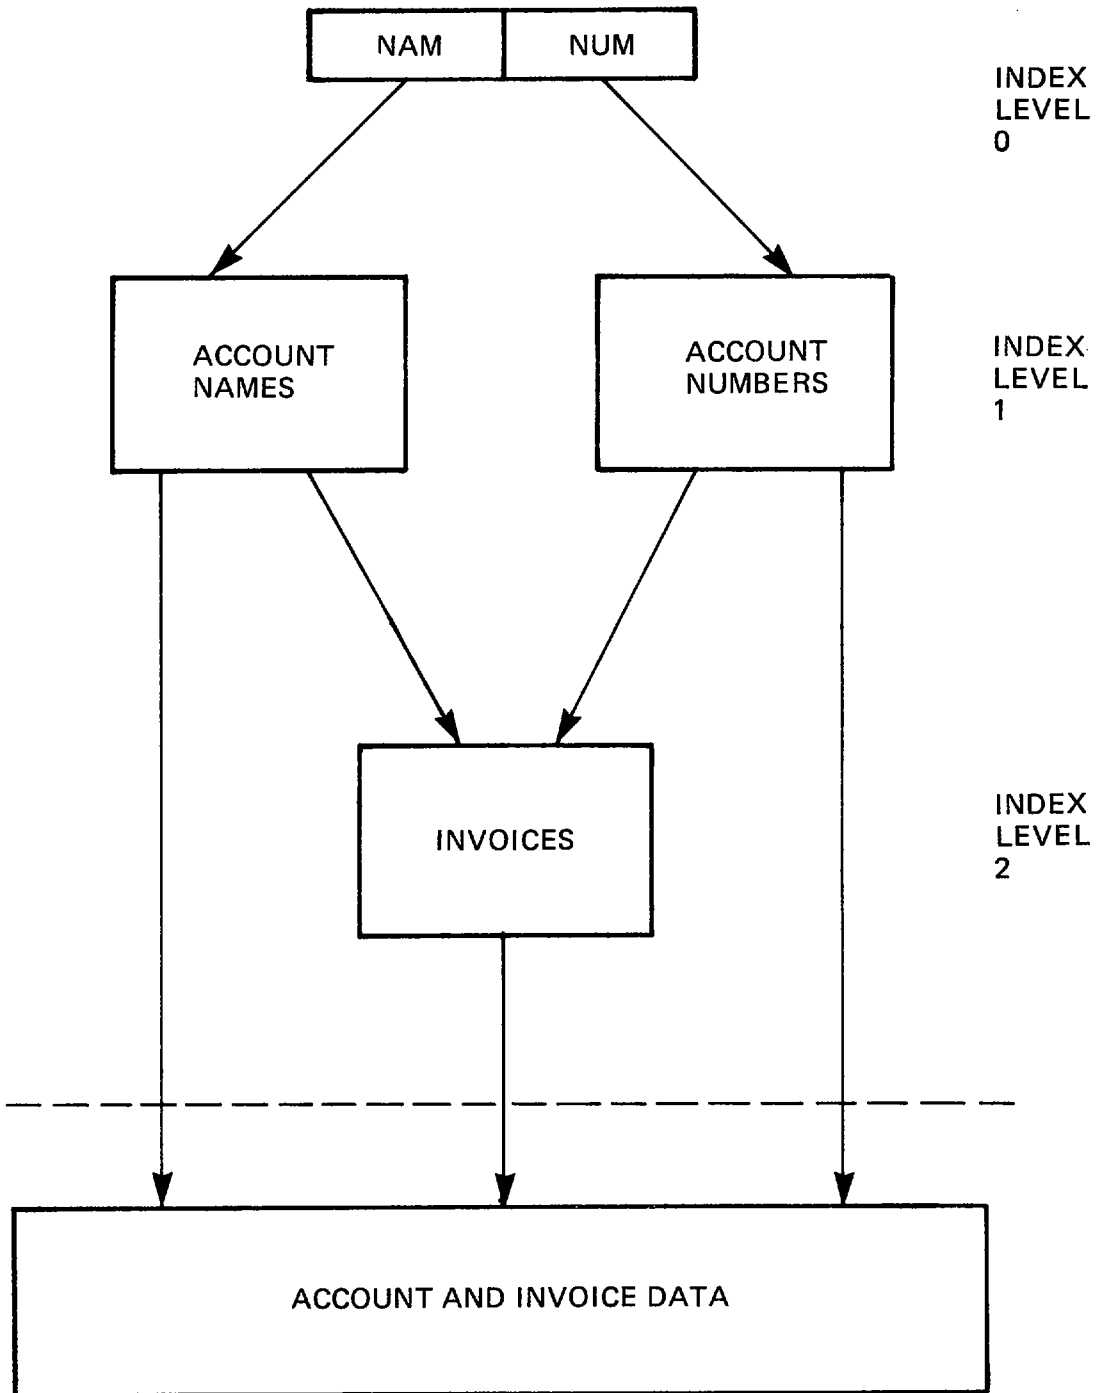 NAM NUM
INDEX
LEVEL
0
ACCOUNT
NAMES
ACCOUNT
NUMBERS
INDEX
LEVEL
1
INVOICES
INDEX
LEVEL
2
ACCOUNT AND INVOICE DATA